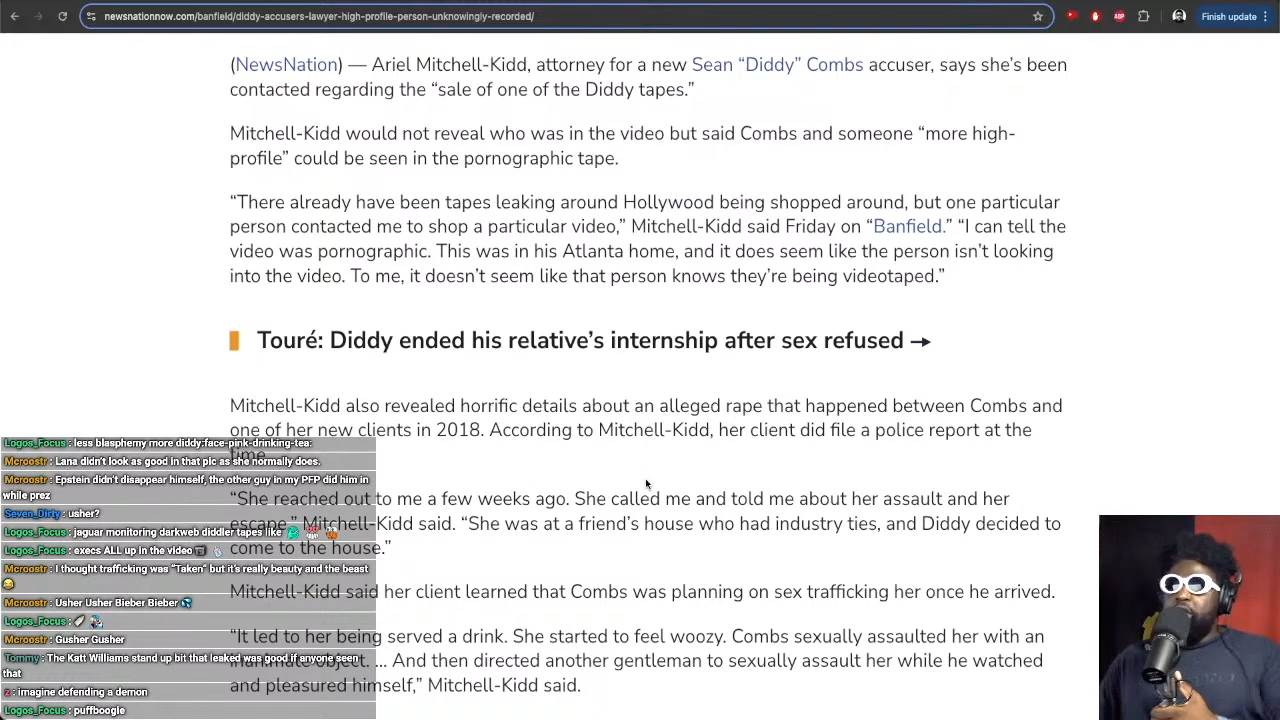 newsnationnow.com/banfield/diddy-accusers-lawyer-high-profile-person-unknowingly-recorded/
ABP
Finish update
(NewsNation) — Ariel Mitchell-Kidd, attorney for a new Sean “Diddy” Combs accuser, says she’s been
contacted regarding the “sale of one of the Diddy tapes.”
Mitchell-Kidd would not reveal who was in the video but said Combs and someone “more high-
profile” could be seen in the pornographic tape.
“There already have been tapes leaking around Hollywood being shopped around, but one particular
person contacted me to shop a particular video,” Mitchell-Kidd said Friday on “Banfield.” “I can tell the
video was pornographic. This was in his Atlanta home, and it does seem like the person isn’t looking
into the video. To me, it doesn’t seem like that person knows they’re being videotaped.”
Touré: Diddy ended his relative’s internship after sex refused →
Mitchell-Kidd also revealed horrific details about an alleged rape that happened between Combs and
one of her new clients in 2018. According to Mitchell-Kidd, her client did file a police report at the
time.
“She reached out to me a few weeks ago. She called me and told me about her assault and her
escape,” Mitchell-Kidd said. “She was at a friend’s house who had industry ties, and Diddy decided to
come to the house.”
Mitchell-Kidd said her client learned that Combs was planning on sex trafficking her once he arrived.
“It led to her being served a drink. She started to feel woozy. Combs sexually assaulted her with an
object. … And then directed another gentleman to sexually assault her while he watched
and pleasured himself,” Mitchell-Kidd said.
Logos_Focus : less blasphemy more diddy:face-pink-drinking-tea:
Mcroostr : Lana didn't look as good in that pic as she normally does.
Mcroostr : Epstein didn't disappear himself, the other guy in my PFP did him in
while prez
Seven_Dirty : usher?
Logos_Focus : jaguar monitoring darkweb diddler tapes like
Logos_Focus : execs ALL up in the video
Mcroostr : I thought trafficking was “Taken” but it's really beauty and the beast
Mcroostr : Usher Usher Bieber Bieber
Logos_Focus :
Mcroostr : Gusher Gusher
Tommy : The Katt Williams stand up bit that leaked was good if anyone seen
that
z : imagine defending a demon
Logos_Focus : puffboogie